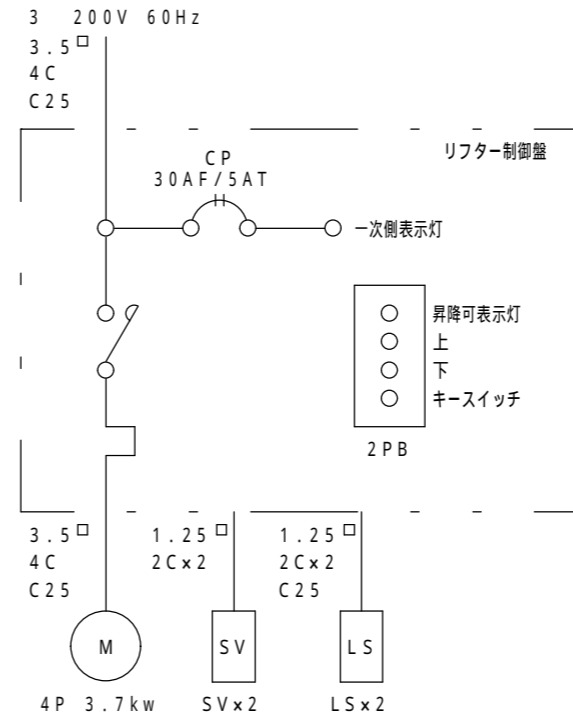 3 200V 60Hz
3.5□
4C
C25
リフター制御盤
CP
30AF/5AT
一次側表示灯
昇降可表示灯
上
下
キースイッチ
2PB
3.5□
4C
C25
1.25□
2C×2
1.25□
2C×2
C25
M
SV
LS
4P 3.7kw
SV×2
LS×2